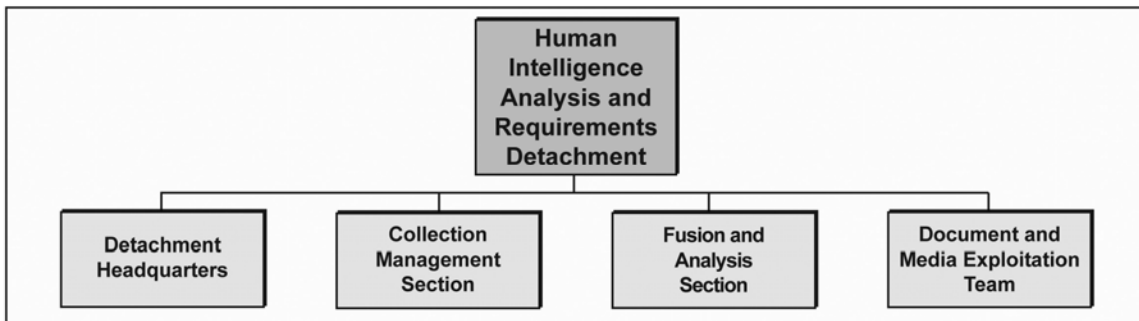 Human
Intelligence
Analysis and
Requirements
Detachment
Detachment
Headquarters
Collection
Management
Section
Fusion and
Analysis
Section
Document and
Media Exploitation
Team